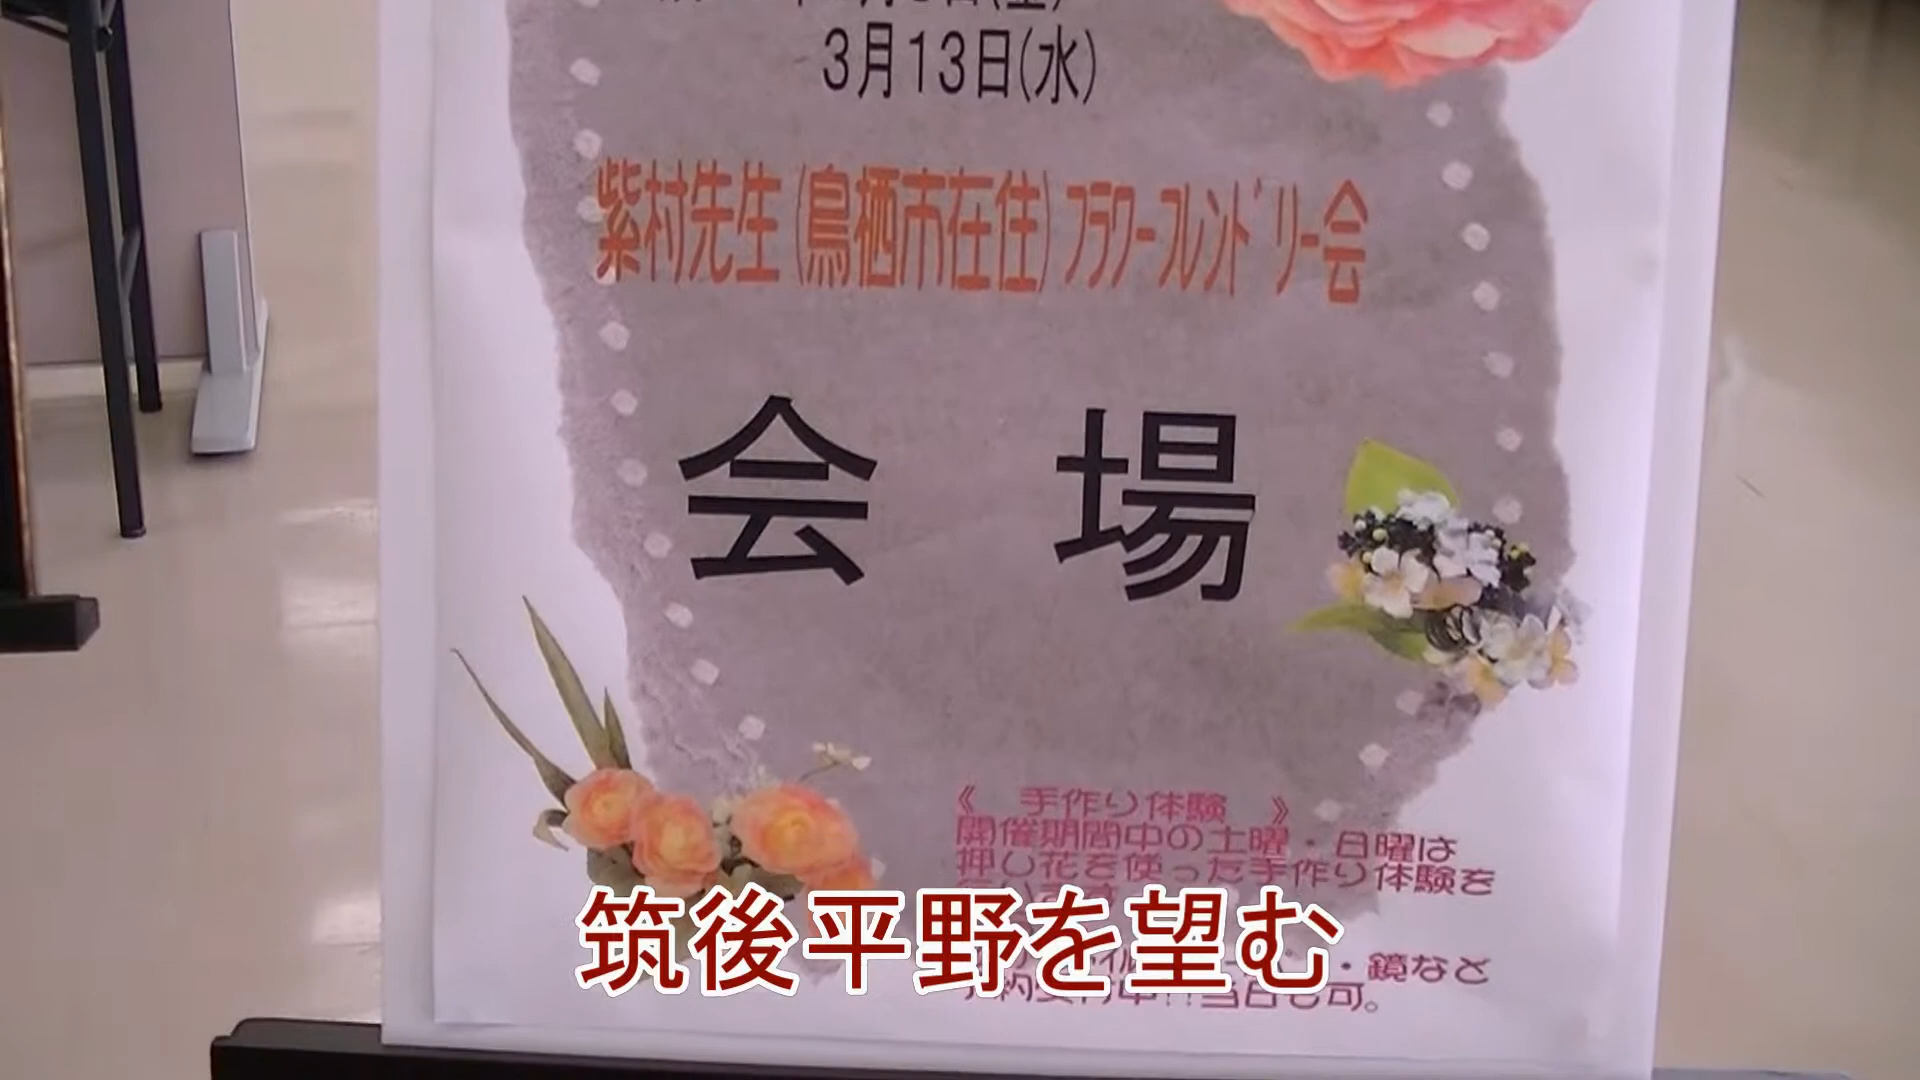 3月13日(水)
紫村先生(鳥栖市在住)フラワーフレンドリー会
会 場
《 手作り体験 》
開催期間中の土曜・日曜は
押し花を使った手作り体験を
筑後平野を望む
・鏡など
当日も可。